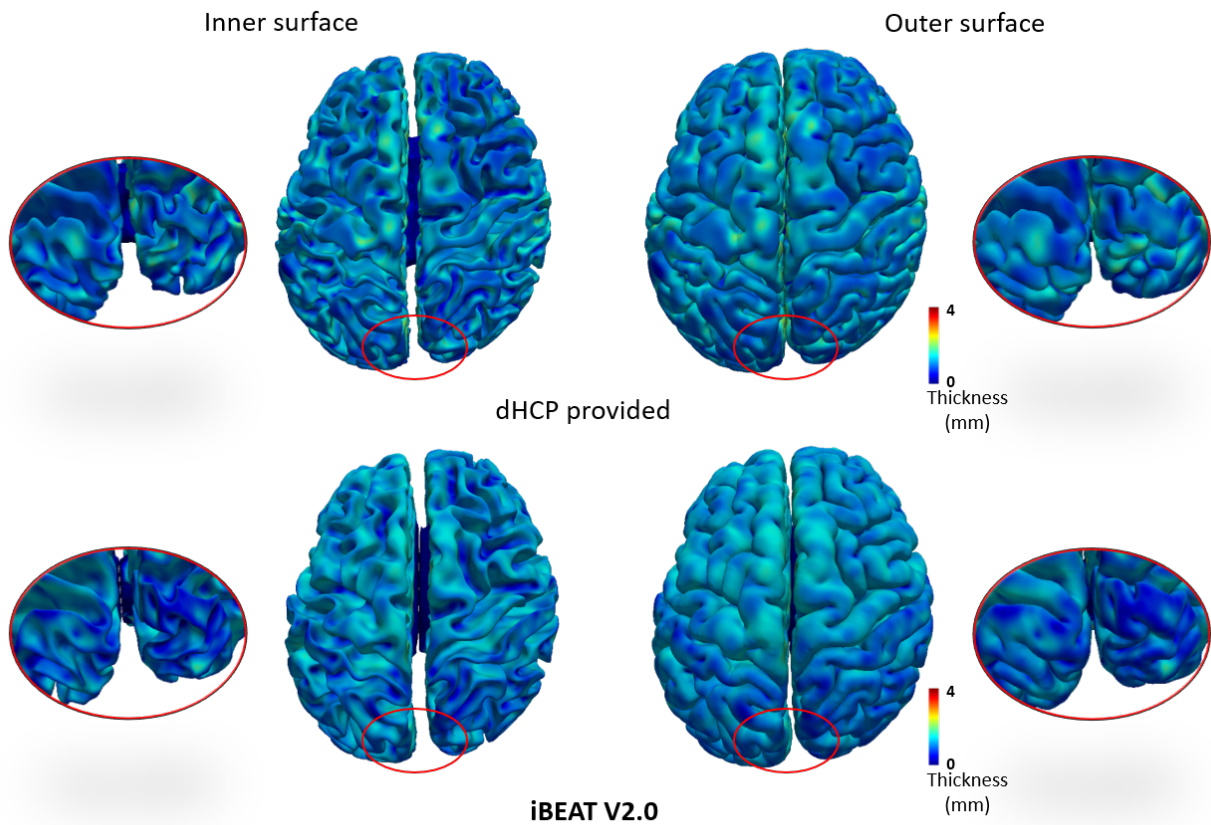 Inner surface
Outer surface
4
0
Thickness
(mm)
dHCP provided
4
0
Thickness
(mm)
iBEAT V2.0